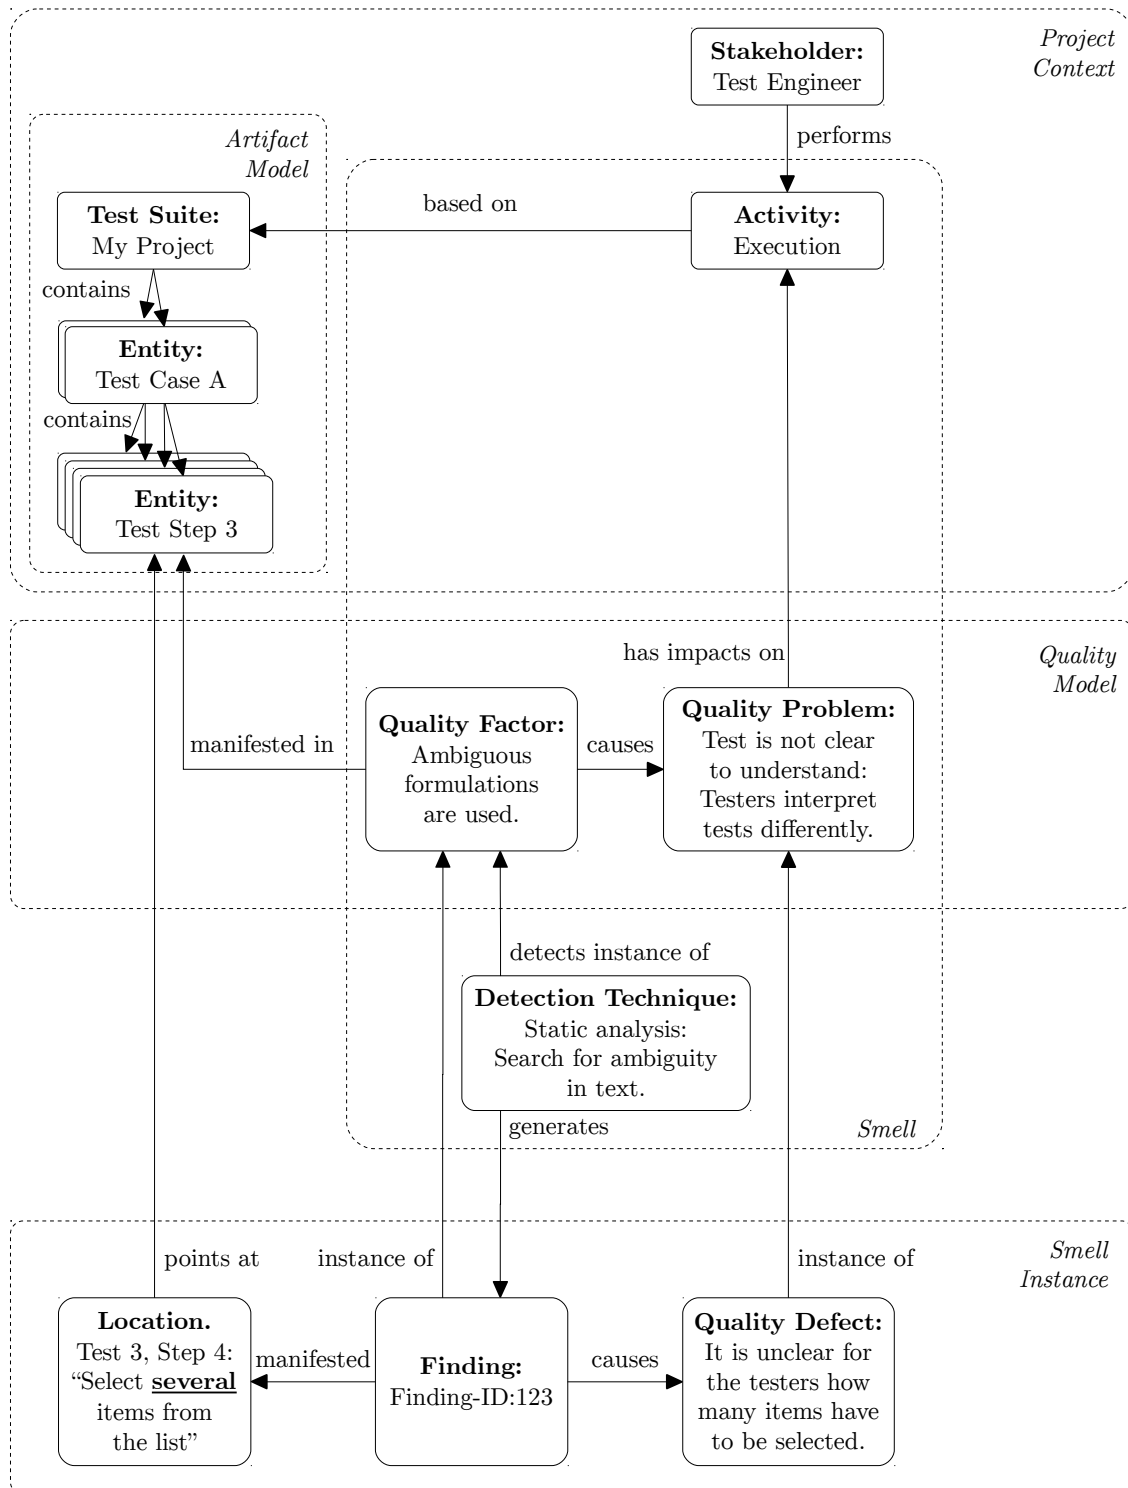 Project
Context
Stakeholder:
Test Engineer
performs
Artifact
Model
Test Suite:
My Project
based on
Activity:
Execution
contains
Entity:
Test Case A
contains
Entity:
Test Step 3
has impacts on
Quality
Model
manifested in
Quality Factor:
Ambiguous
formulations
are used.
causes
Quality Problem:
Test is not clear
to understand:
Testers interpret
tests differently.
detects instance of
Detection Technique:
Static analysis:
Search for ambiguity
in text.
generates
Smell
points at
instance of
instance of
Smell
Instance
Location.
Test 3, Step 4:
“Select several
items from
the list”
manifested
Finding:
Finding-ID:123
causes
Quality Defect:
It is unclear for
the testers how
many items have
to be selected.